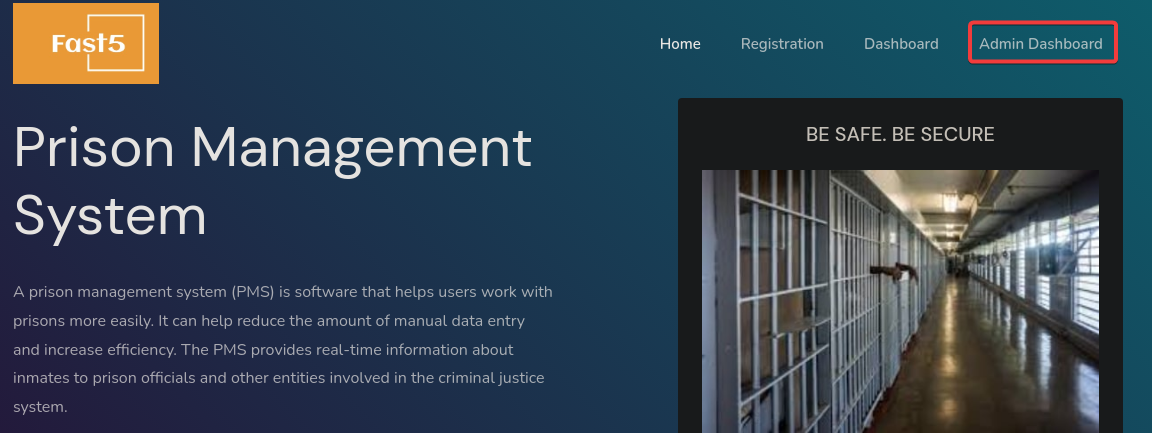 Fast5
Home Registration Dashboard Admin Dashboard
Prison Management
System
A prison management system (PMS) is software that helps users work with
prisons more easily. It can help reduce the amount of manual data entry
and increase efficiency. The PMS provides real-time information about
inmates to prison officials and other entities involved in the criminal justice
system.
BE SAFE. BE SECURE